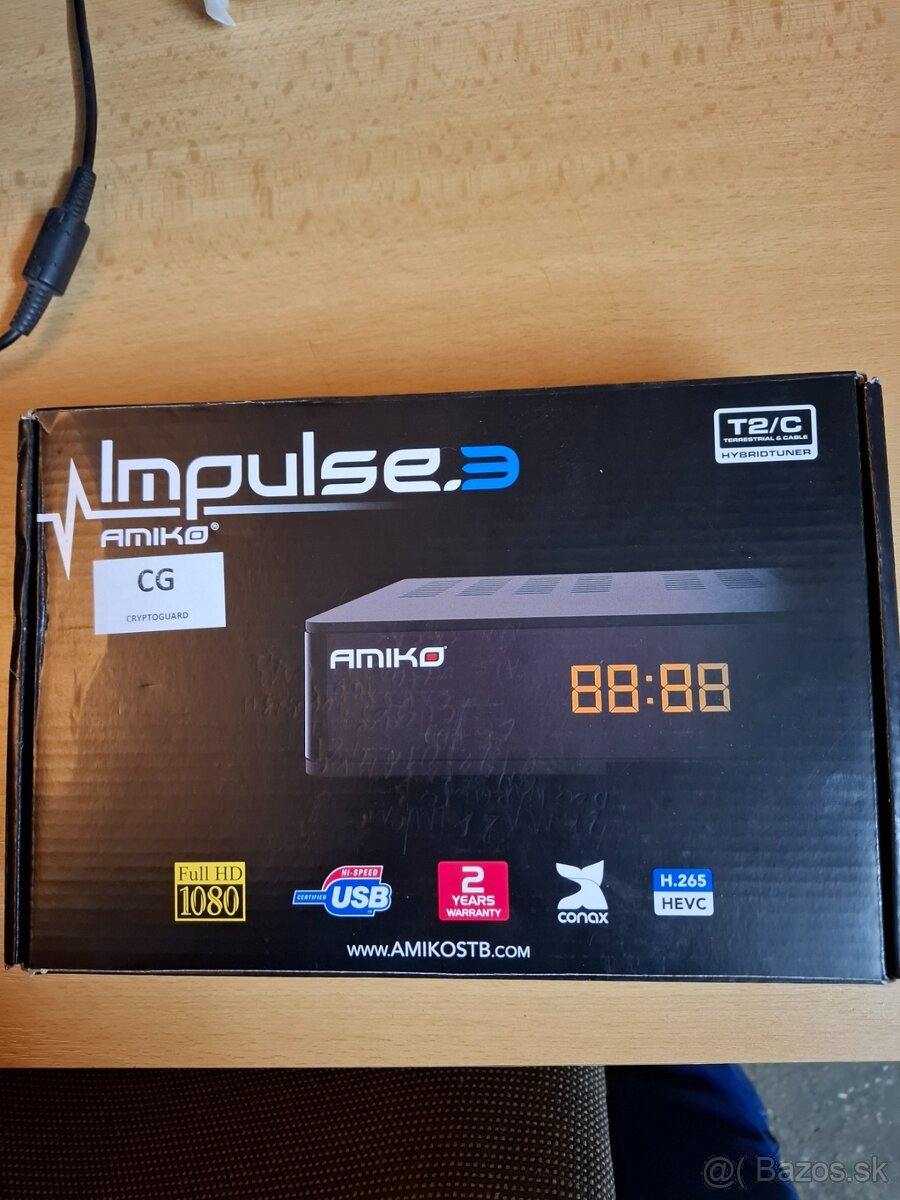 Impulse.3
AMIKO®
T2/C
TERRESTRIAL & CABLE
HYBRIDTUNER
CG
CRYPTOGUARD
AMIKO
88:88
Full HD
1080
HI-SPEED
CERTIFIED USB™
2
YEARS
WARRANTY
conax
H.265
HEVC
WWW.AMIKOSTB.COM
@( Bazos.sk